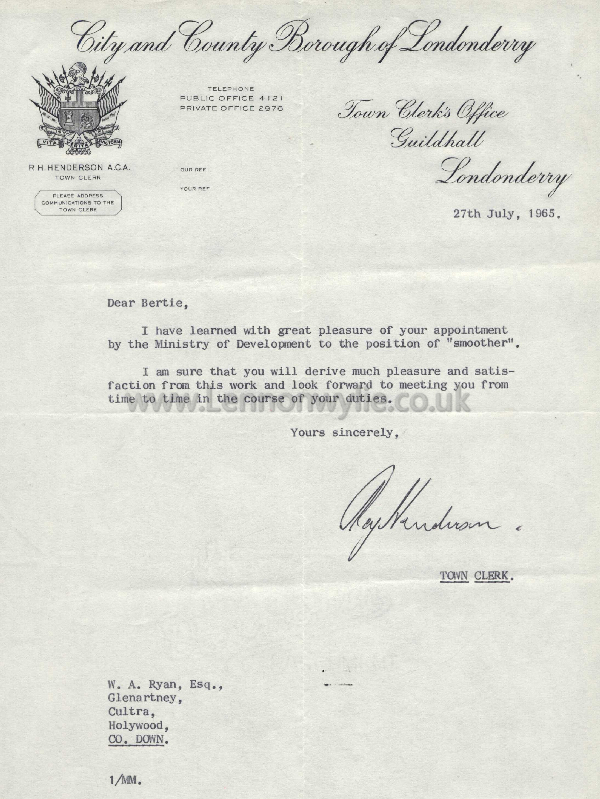 City and County Borough of Londonderry
TELEPHONE
PUBLIC OFFICE 4121
PRIVATE OFFICE 2976
Town Clerk's Office
Guildhall
Londonderry
VITA VERITAS VICTORIA
R. H. HENDERSON A.C.A.
TOWN CLERK
OUR REF.
YOUR REF.
PLEASE ADDRESS
COMMUNICATIONS TO THE
TOWN CLERK
27th July, 1965.
Dear Bertie,
I have learned with great pleasure of your appointment
by the Ministry of Development to the position of "smoother".
I am sure that you will derive much pleasure and satis-
faction from this work and look forward to meeting you from
time to time in the course of your duties.
www.Lennonwylie.co.uk
Yours sincerely,
Roy Henderson.
TOWN CLERK.
W. A. Ryan, Esq.,
Glenartney,
Cultra,
Holywood,
CO. DOWN.
1/MM.